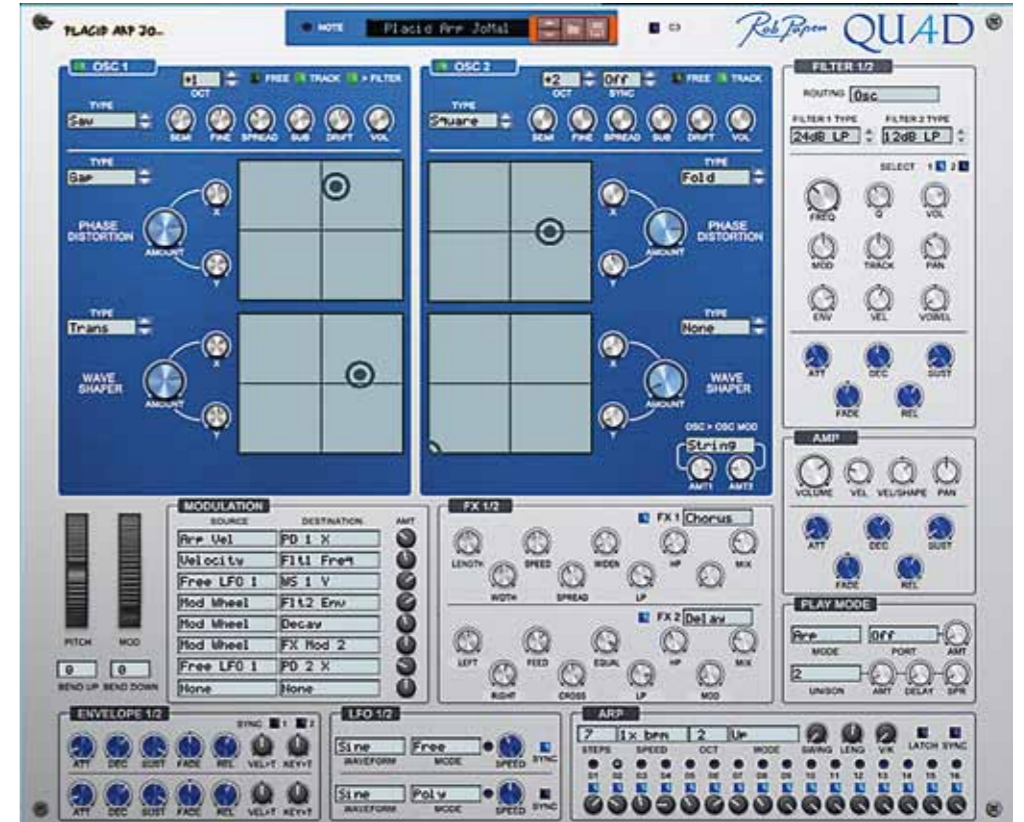 PLACID ARP JO...
NOTE
Placid Arp JoMal
C3
Rob Papen QUAD
OSC 1
+1
OCT
FREE TRACK > FILTER
TYPE
Saw
SEMI FINE SPREAD SUB DRIFT VOL
TYPE
Gap
PHASE
DISTORTION
AMOUNT
X
Y
TYPE
Trans
WAVE
SHAPER
AMOUNT
X
Y
OSC 2
+2 Off
OCT SYNC
FREE TRACK
TYPE
Square
SEMI FINE SPREAD SUB DRIFT VOL
TYPE
Fold
PHASE
DISTORTION
AMOUNT
X
Y
TYPE
None
WAVE
SHAPER
AMOUNT
X
Y
OSC > OSC MOD
String
AMT1 AMT2
FILTER 1/2
ROUTING Osc
FILTER 1 TYPE FILTER 2 TYPE
24dB LP 12dB LP
SELECT 1 2
FREQ Q VOL
MOD TRACK PAN
ENV VEL VOWEL
ATT DEC SUST
FADE REL
AMP
VOLUME VEL VEL/SHAPE PAN
ATT DEC SUST
FADE REL
PLAY MODE
Arp Off
MODE PORT AMT
2
UNISON AMT DELAY SPR
PITCH MOD
0 0
BEND UP BEND DOWN
MODULATION
SOURCE DESTINATION AMT
Arp Vel PD 1 X
Velocity Flt1 Freq
Free LFO 1 WS 1 Y
Mod Wheel Flt2 Env
Mod Wheel Decay
Mod Wheel FX Mod 2
Free LFO 1 PD 2 X
None None
FX 1/2
FX 1 Chorus
LENGTH SPEED WIDEN HP MIX
WIDTH SPREAD LP
FX 2 Delay
LEFT FEED EQUAL HP MIX
RIGHT CROSS LP MOD
ENVELOPE 1/2
SYNC 1 2
ATT DEC SUST FADE REL VEL>T KEY>T
ATT DEC SUST FADE REL VEL>T KEY>T
LFO 1/2
Sine Free
WAVEFORM MODE SPEED SYNC
Sine Poly
WAVEFORM MODE SPEED SYNC
ARP
7 1x bpm 2 Up
STEPS SPEED OCT MODE SWING LENG V/K LATCH SYNC
01 02 03 04 05 06 07 08 09 10 11 12 13 14 15 16